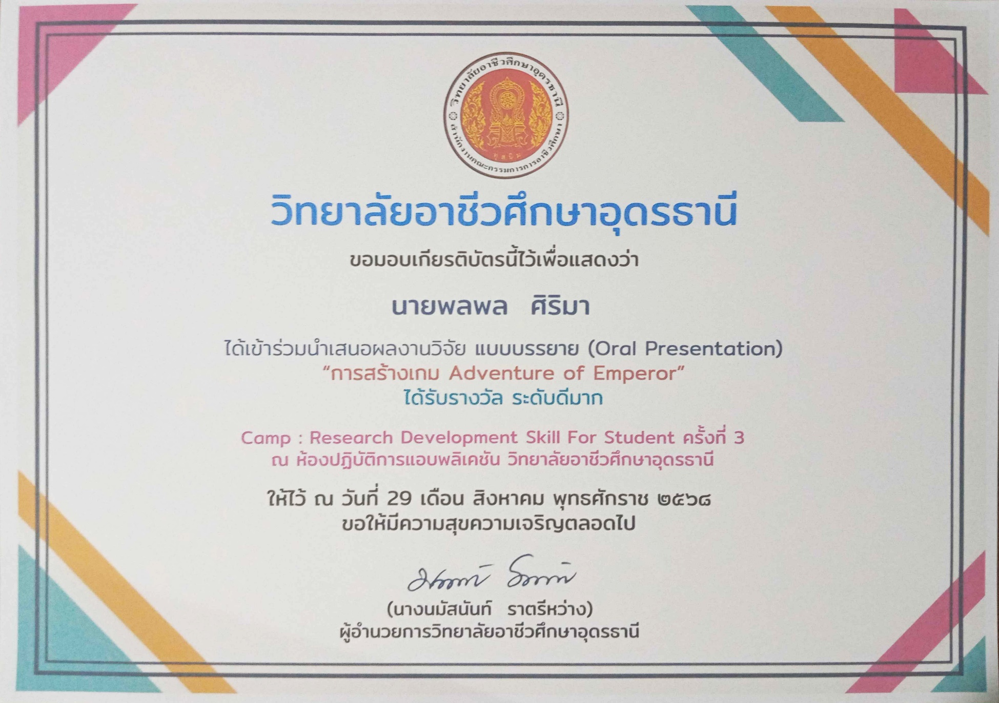 วิทยาลัยอาชีวศึกษาอุดรธานี
สำนักงานคณะกรรมการการอาชีวศึกษา
วิทยาลัยอาชีวศึกษาอุดรธานี
ขอมอบเกียรติบัตรนี้ไว้เพื่อแสดงว่า
นายพลพล ศิริมา
ได้เข้าร่วมนำเสนอผลงานวิจัย แบบบรรยาย (Oral Presentation)
“การสร้างเกม Adventure of Emperor”
ได้รับรางวัล ระดับดีมาก
Camp : Research Development Skill For Student ครั้งที่ 3
ณ ห้องปฏิบัติการแอบพลิเคชัน วิทยาลัยอาชีวศึกษาอุดรธานี
ให้ไว้ ณ วันที่ 29 เดือน สิงหาคม พุทธศักราช ๒๕๖๘
ขอให้มีความสุขความเจริญตลอดไป
(นางนมัสนันท์ ราตรีหว่าง)
ผู้อำนวยการวิทยาลัยอาชีวศึกษาอุดรธานี